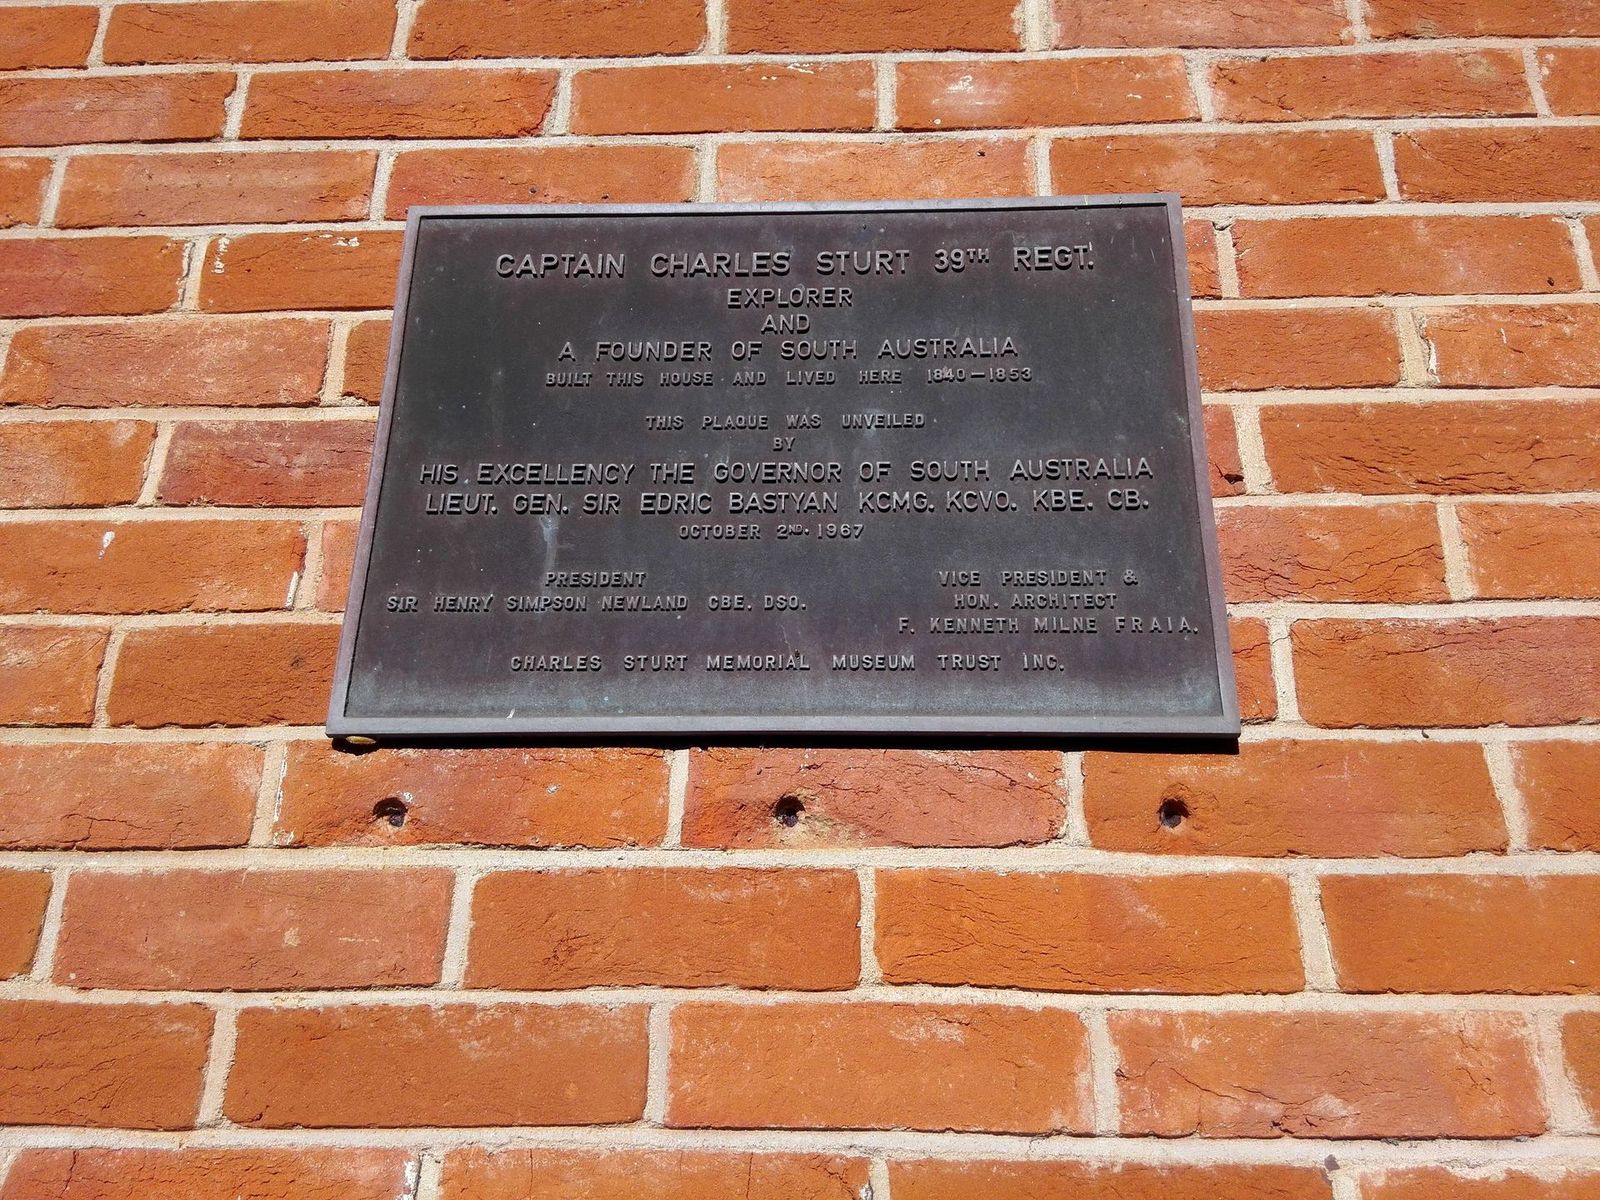 CAPTAIN CHARLES STURT 39TH REGT.
EXPLORER
AND
A FOUNDER OF SOUTH AUSTRALIA
BUILT THIS HOUSE AND LIVED HERE 1840—1853
THIS PLAQUE WAS UNVEILED
BY
HIS EXCELLENCY THE GOVERNOR OF SOUTH AUSTRALIA
LIEUT. GEN. SIR EDRIC BASTYAN KCMG. KCVO. KBE. CB.
OCTOBER 2ND. 1967
PRESIDENT
SIR HENRY SIMPSON NEWLAND CBE. DSO.
VICE PRESIDENT &
HON. ARCHITECT
F. KENNETH MILNE FRAIA.
CHARLES STURT MEMORIAL MUSEUM TRUST INC.